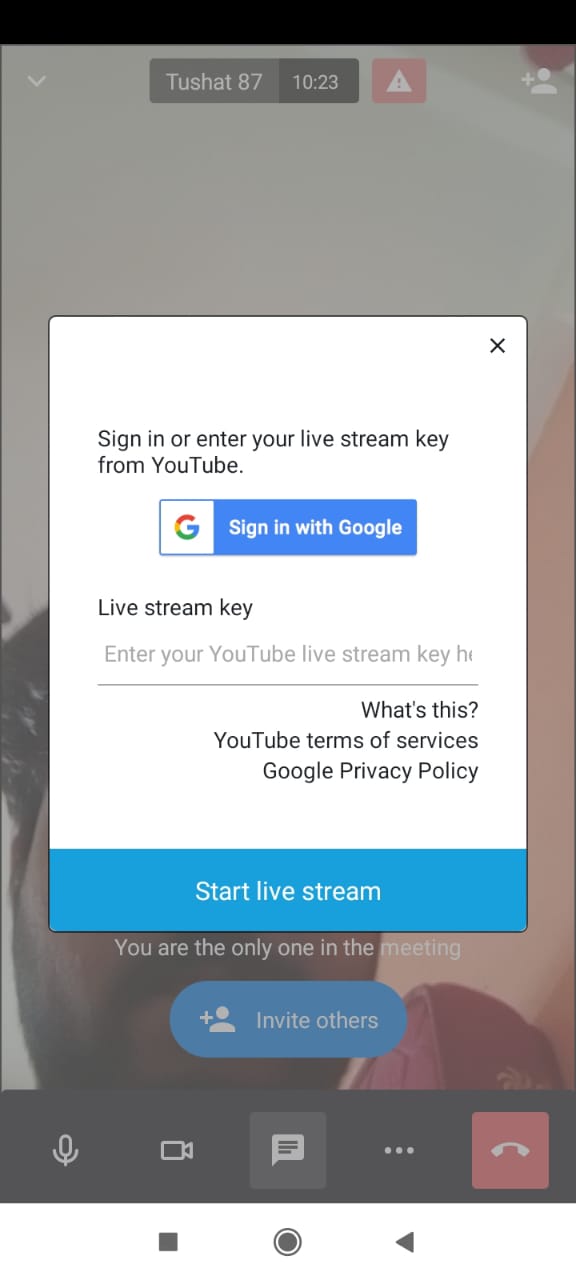 Tushat 87 10:23
Sign in or enter your live stream key
from YouTube.
Sign in with Google
Live stream key
Enter your YouTube live stream key he
What's this?
YouTube terms of services
Google Privacy Policy
Start live stream
You are the only one in the meeting
Invite others